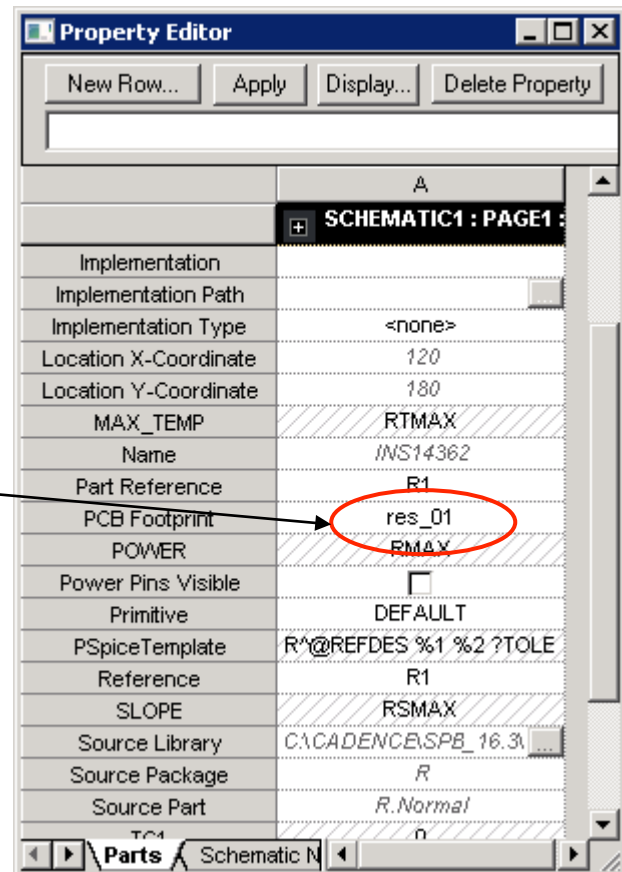 Property Editor
New Row... Apply Display... Delete Property
A
SCHEMATIC1 : PAGE1 :
Implementation
Implementation Path ...
Implementation Type <none>
Location X-Coordinate 120
Location Y-Coordinate 180
MAX_TEMP RTMAX
Name INS14362
Part Reference R1
PCB Footprint res_01
POWER RMAX
Power Pins Visible
Primitive DEFAULT
PSpiceTemplate R^@REFDES %1 %2 ?TOLE
Reference R1
SLOPE RSMAX
Source Library C:\CADENCE\SPB_16.3\ ...
Source Package R
Source Part R.Normal
TC1 0
Parts Schematic N